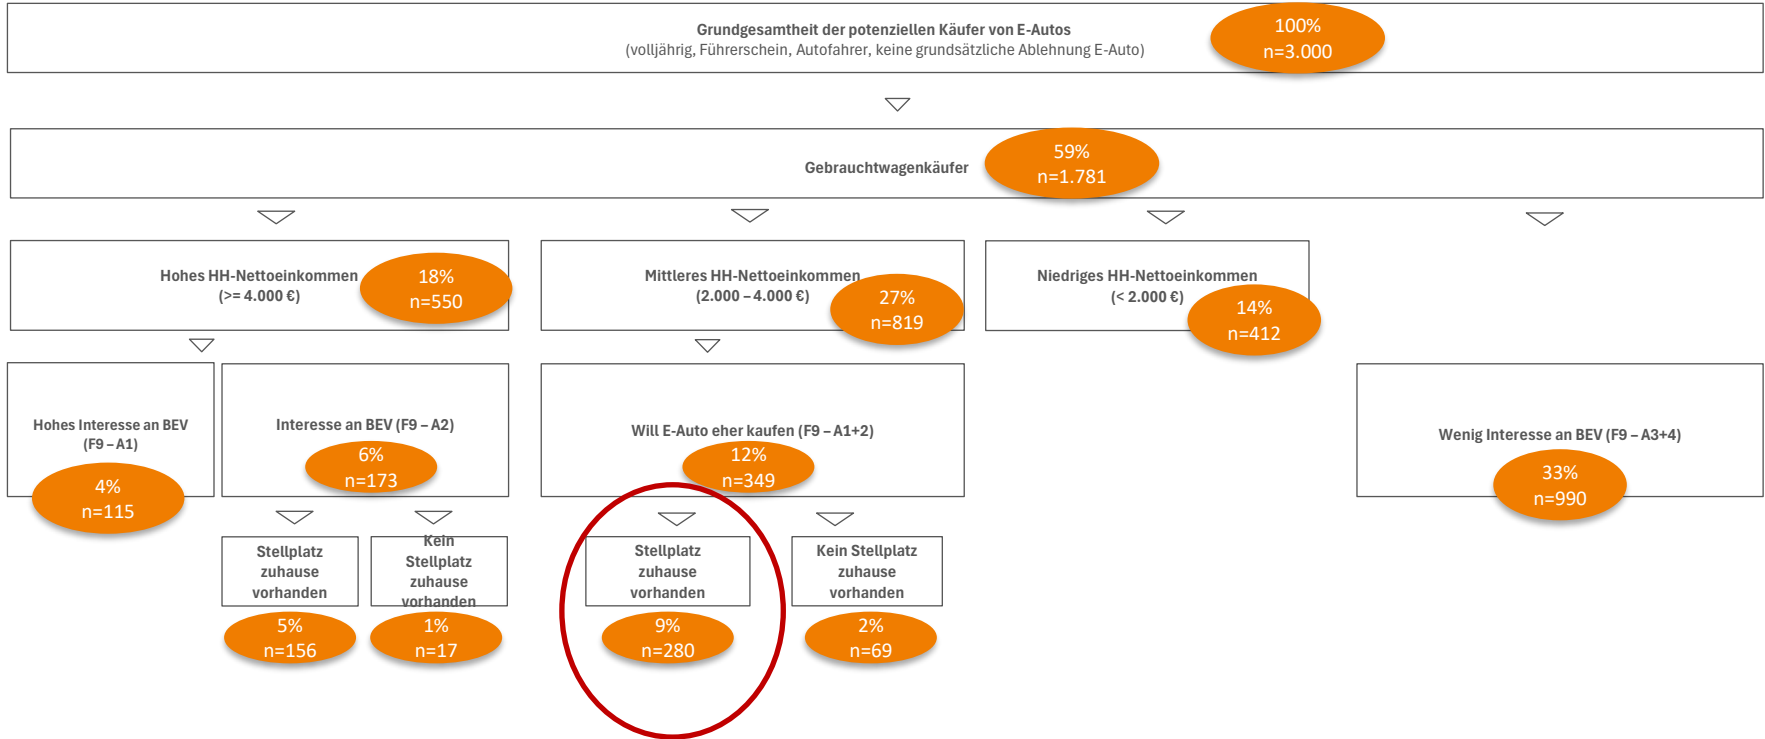 Grundgesamtheit der potenziellen Käufer von E-Autos
(volljährig, Führerschein, Autofahrer, keine grundsätzliche Ablehnung E-Auto)
100%
n=3.000
Gebrauchtwagenkäufer
59%
n=1.781
Hohes HH-Nettoeinkommen
(>= 4.000 €)
18%
n=550
Mittleres HH-Nettoeinkommen
(2.000 – 4.000 €)
27%
n=819
Niedriges HH-Nettoeinkommen
(< 2.000 €)
14%
n=412
Hohes Interesse an BEV
(F9 – A1)
4%
n=115
Interesse an BEV (F9 – A2)
6%
n=173
Will E-Auto eher kaufen (F9 – A1+2)
12%
n=349
Wenig Interesse an BEV (F9 – A3+4)
33%
n=990
Stellplatz
zuhause
vorhanden
5%
n=156
Kein
Stellplatz
zuhause
vorhanden
1%
n=17
Stellplatz
zuhause
vorhanden
9%
n=280
Kein Stellplatz
zuhause
vorhanden
2%
n=69